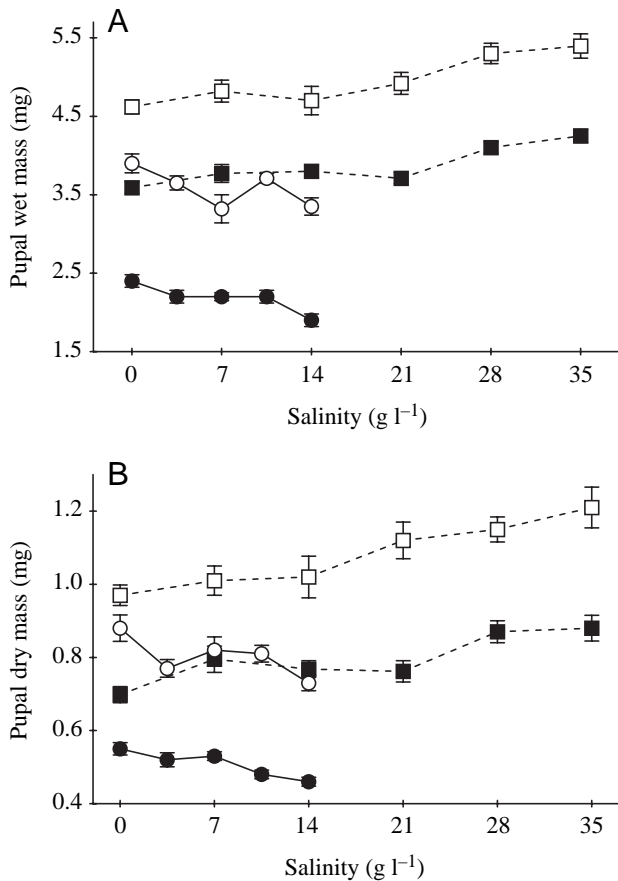 A
5.5
4.5
3.5
2.5
1.5
Pupal wet mass (mg)
0 7 14 21 28 35
Salinity (g l⁻¹)
B
1.2
1.0
0.8
0.6
0.4
Pupal dry mass (mg)
0 7 14 21 28 35
Salinity (g l⁻¹)